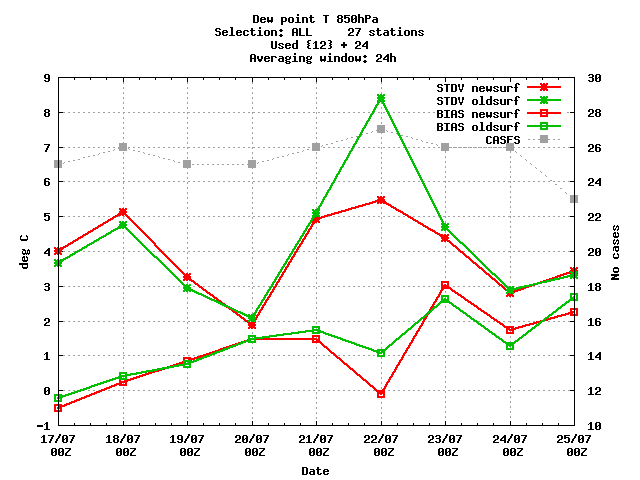 Dew point T 850hPa
Selection: ALL     27 stations
Used {12} + 24
Averaging window: 24h
9 30
8 28
7 26
6 24
5 22
4 20
3 18
2 16
1 14
0 12
-1 10
STDV newsurf
STDV oldsurf
BIAS newsurf
BIAS oldsurf
CASES
deg C
No cases
17/07 18/07 19/07 20/07 21/07 22/07 23/07 24/07 25/07
00Z 00Z 00Z 00Z 00Z 00Z 00Z 00Z 00Z
Date